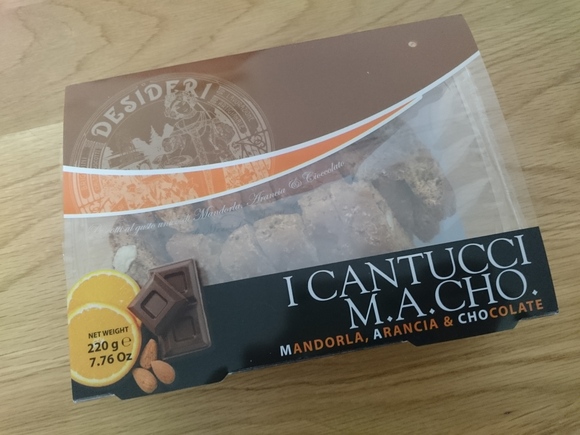 DESIDERI
Mandorla, Arancia & Cioccolato
I CANTUCCI
M.A.CHO.
MANDORLA, ARANCIA & CHOCOLATE
NET WEIGHT
220 g ℮
7.76 Oz